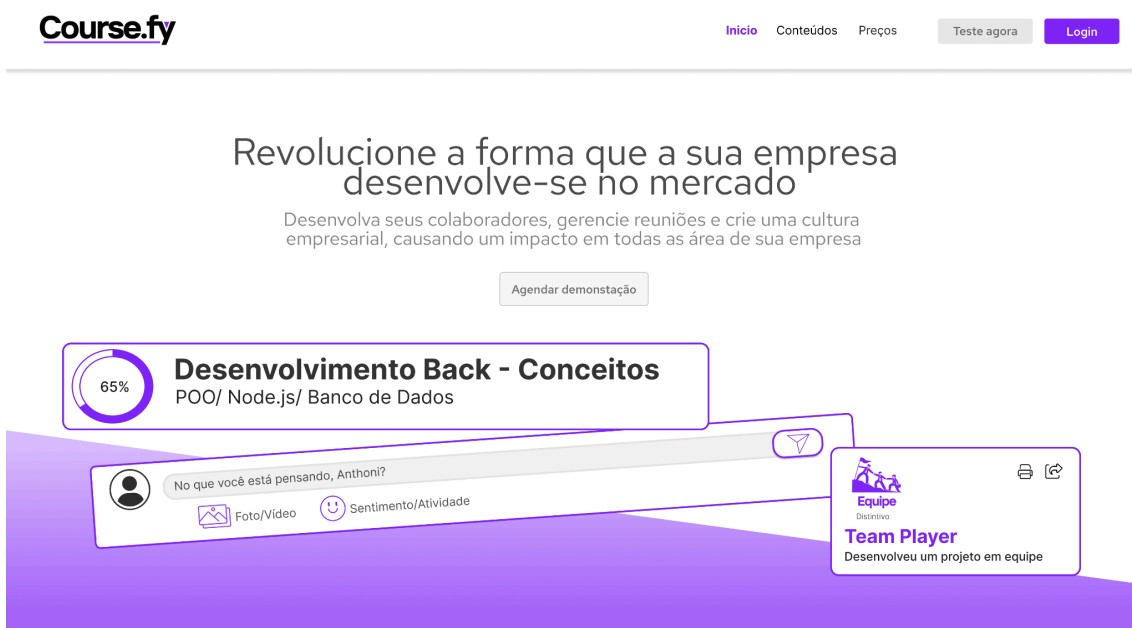 Course.fy
Inicio
Conteúdos
Preços
Teste agora
Login
Revolucione a forma que a sua empresa
desenvolve-se no mercado
Desenvolva seus colaboradores, gerencie reuniões e crie uma cultura
empresarial, causando um impacto em todas as área de sua empresa
Agendar demonstação
65%
Desenvolvimento Back - Conceitos
POO/ Node.js/ Banco de Dados
No que você está pensando, Anthoni?
Foto/Vídeo
Sentimento/Atividade
Equipe
Distintivo
Team Player
Desenvolveu um projeto em equipe